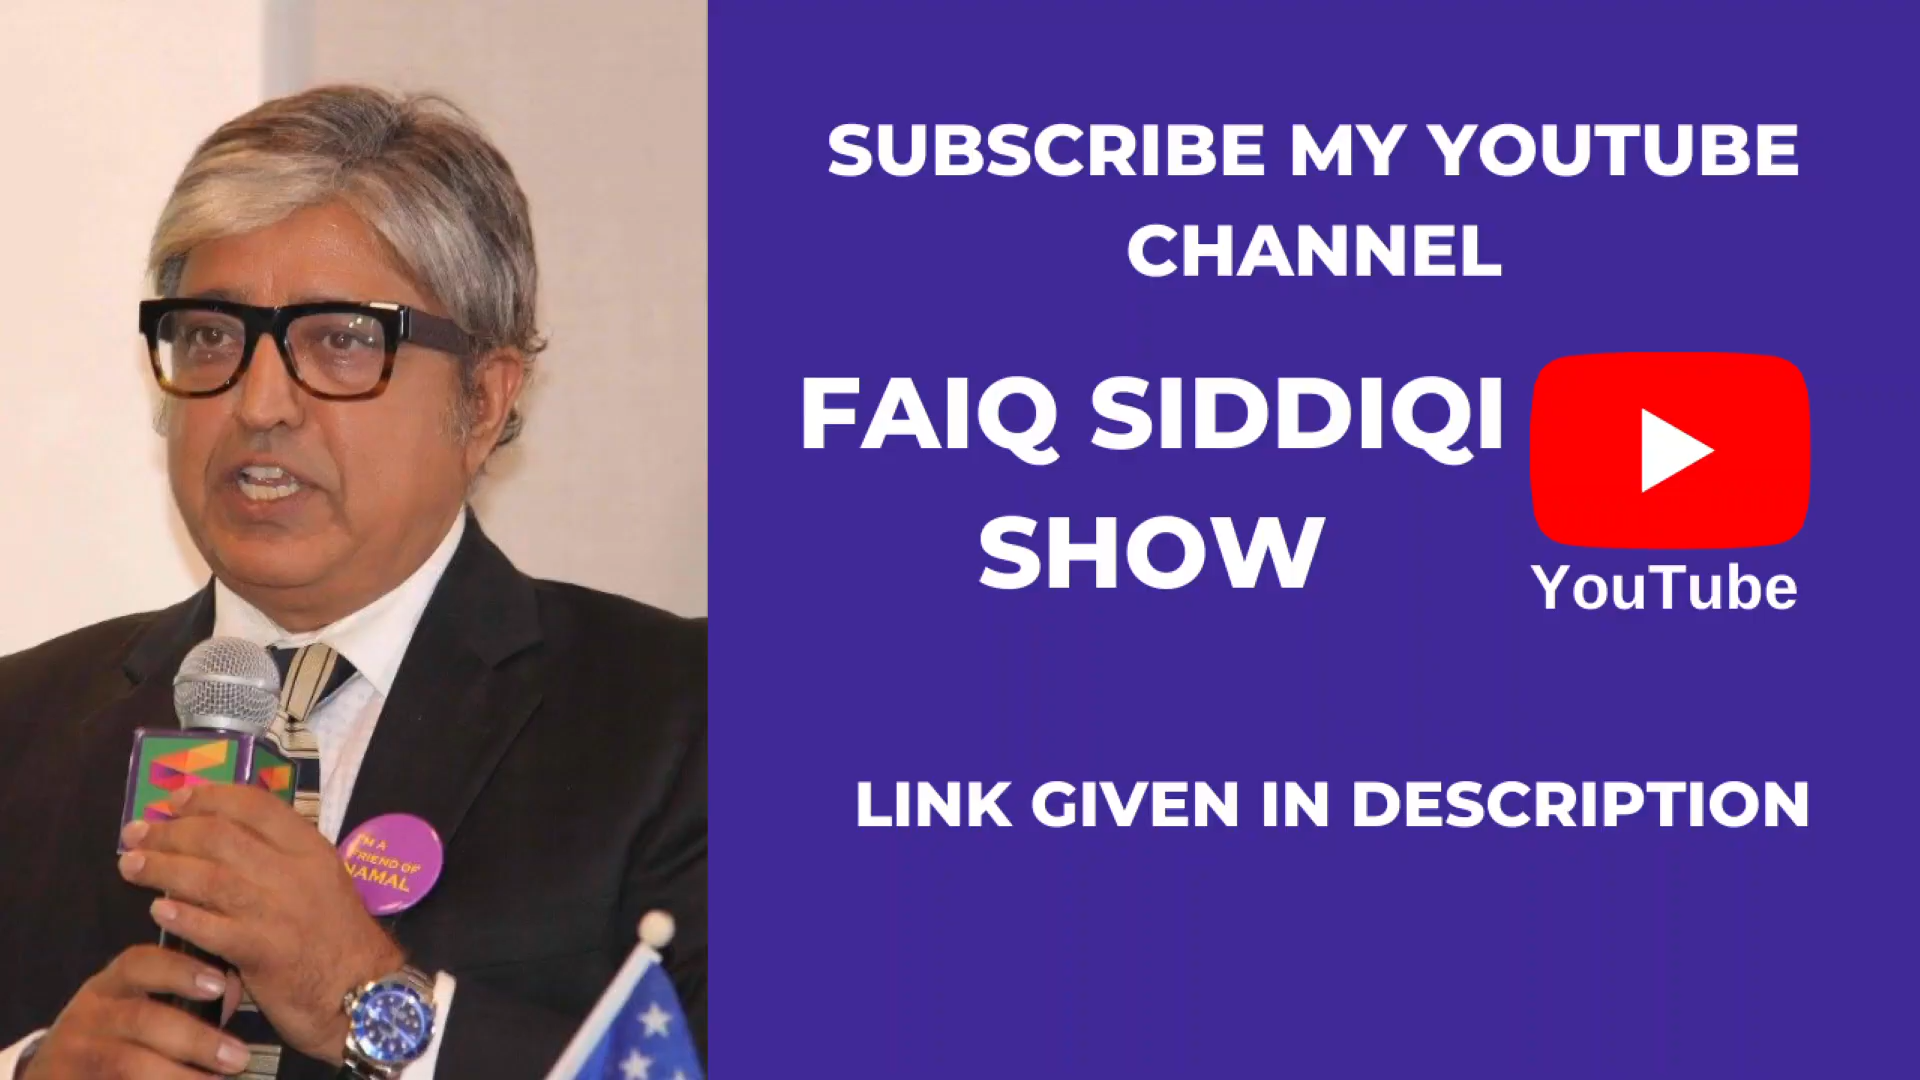 SUBSCRIBE MY YOUTUBE
CHANNEL
FAIQ SIDDIQI
SHOW
YouTube
LINK GIVEN IN DESCRIPTION
I'M A
FRIEND OF
NAMAL